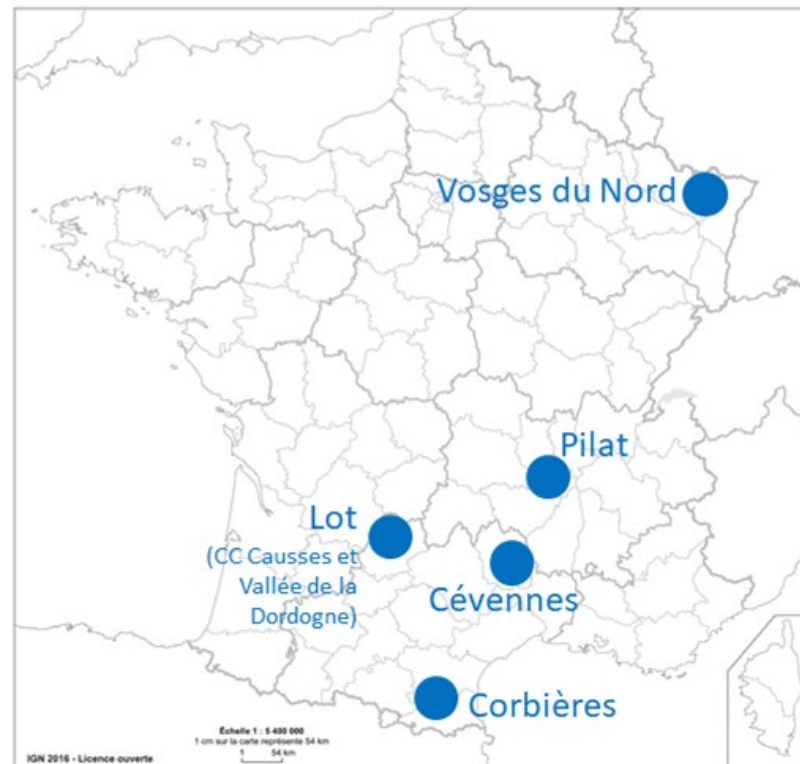 Vosges du Nord
Pilat
Lot
(CC Causses et
Vallée de la
Dordogne)
Cévennes
Corbières
Échelle 1 : 5 400 000
1 cm sur la carte représente 54 km
1 54 km
IGN 2016 - Licence ouverte